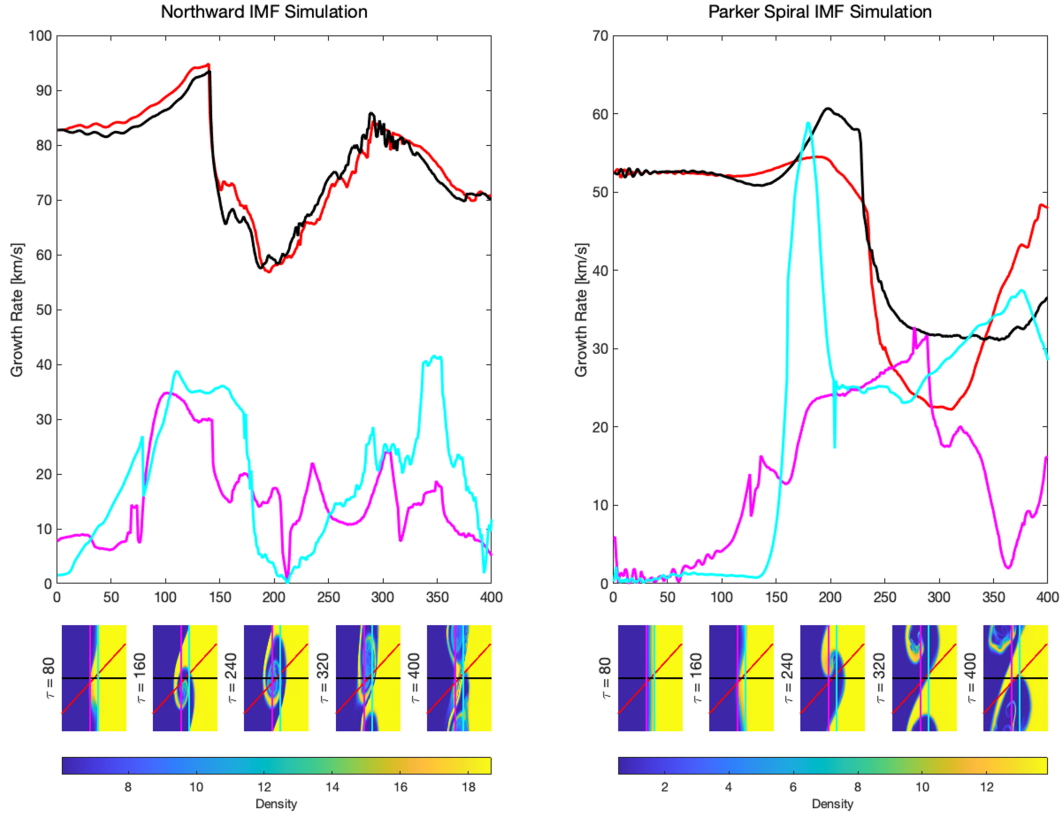 Northward IMF Simulation
100
90
80
70
60
50
40
30
20
10
0
Growth Rate [km/s]
0 50 100 150 200 250 300 350 400
τ = 80
τ = 160
τ = 240
τ = 320
τ = 400
8 10 12 14 16 18
Density
Parker Spiral IMF Simulation
70
60
50
40
30
20
10
0
Growth Rate [km/s]
0 50 100 150 200 250 300 350 400
τ = 80
τ = 160
τ = 240
τ = 320
τ = 400
2 4 6 8 10 12
Density